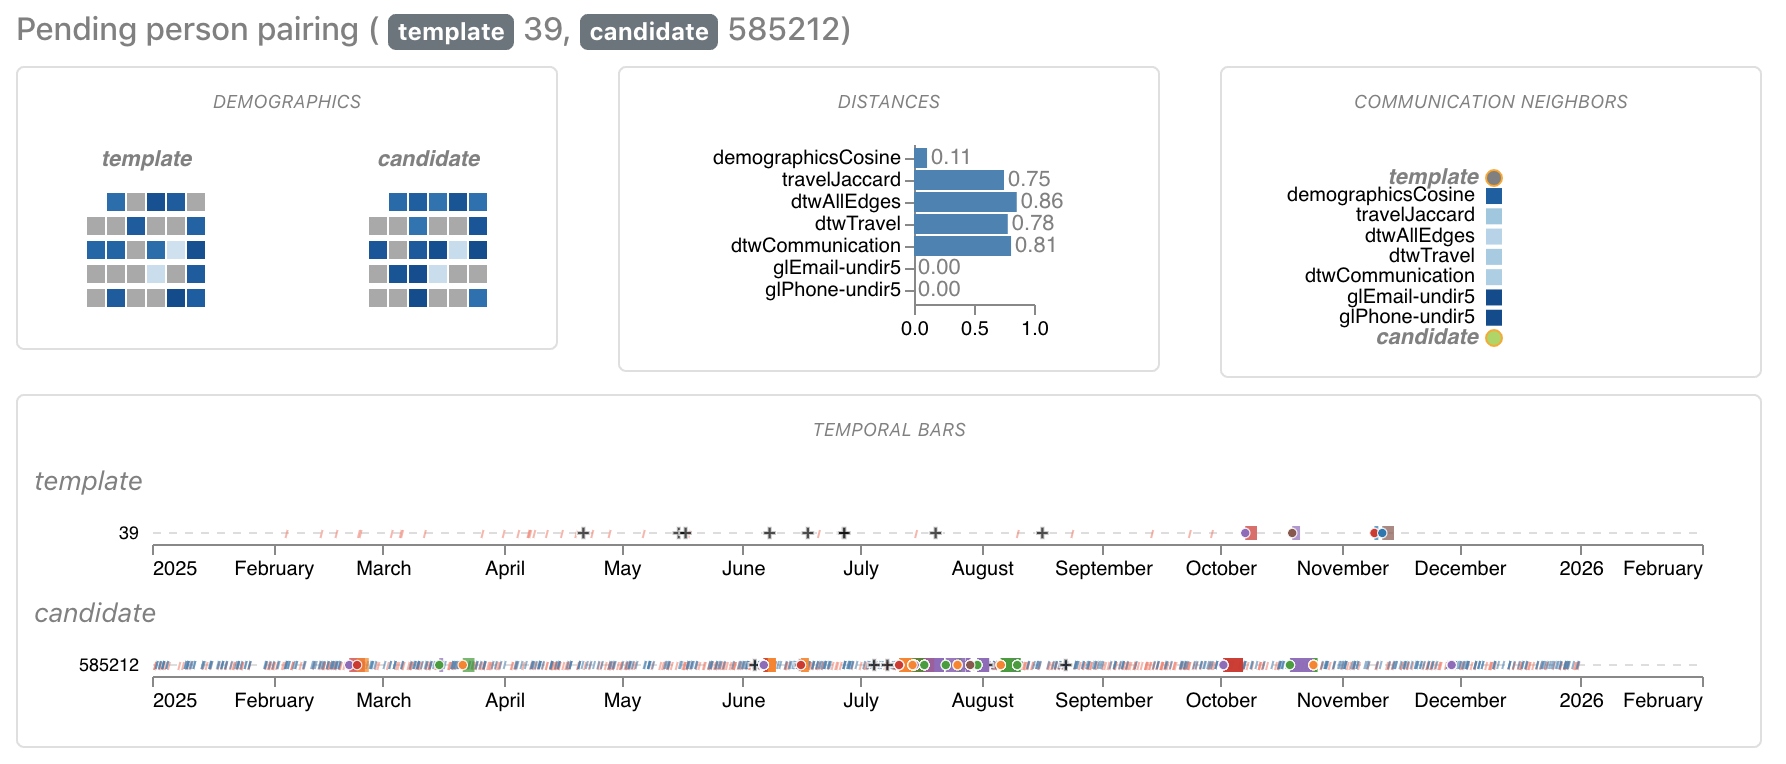 Pending person pairing ( template 39, candidate 585212)
DEMOGRAPHICS
template candidate
DISTANCES
demographicsCosine 0.11
travelJaccard 0.75
dtwAllEdges 0.86
dtwTravel 0.78
dtwCommunication 0.81
glEmail-undir5 0.00
glPhone-undir5 0.00
0.0 0.5 1.0
COMMUNICATION NEIGHBORS
template
demographicsCosine
travelJaccard
dtwAllEdges
dtwTravel
dtwCommunication
glEmail-undir5
glPhone-undir5
candidate
TEMPORAL BARS
template
39
2025 February March April May June July August September October November December 2026 February
candidate
585212
2025 February March April May June July August September October November December 2026 February